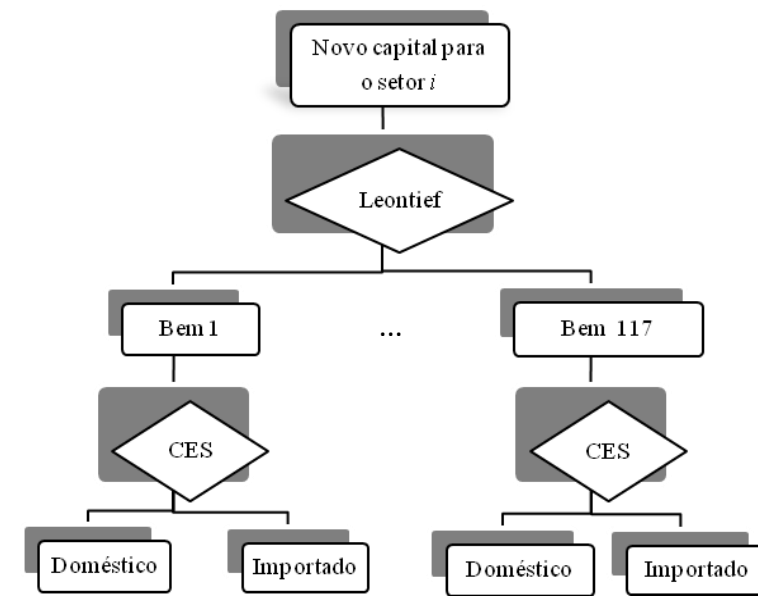 Novo capital para
o setor i
Leontief
Bem 1
...
Bem 117
CES
CES
Doméstico
Importado
Doméstico
Importado